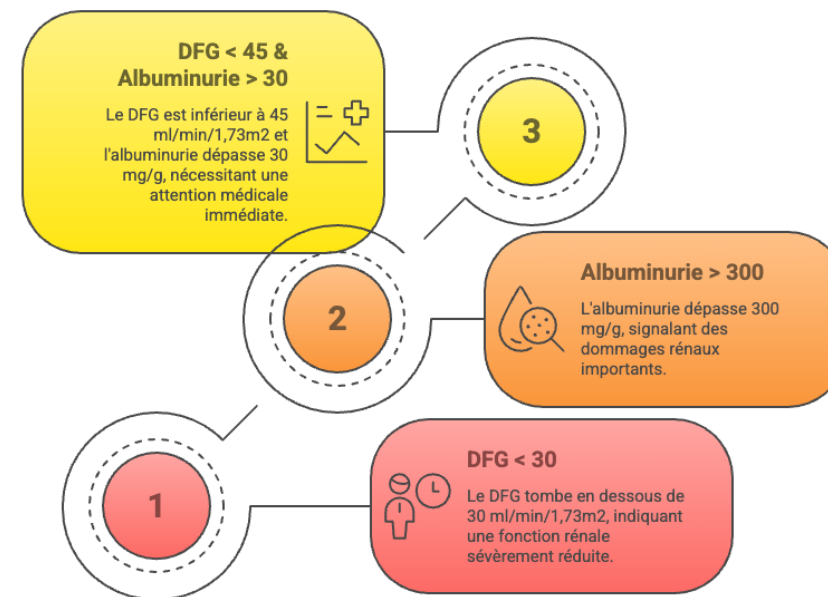 DFG < 45 &
Albuminurie > 30
Le DFG est inférieur à 45
ml/min/1,73m2 et
l'albuminurie dépasse 30
mg/g, nécessitant une
attention médicale
immédiate.
3
2
Albuminurie > 300
L'albuminurie dépasse 300
mg/g, signalant des
dommages rénaux
importants.
1
DFG < 30
Le DFG tombe en dessous de
30 ml/min/1,73m2, indiquant
une fonction rénale
sévèrement réduite.